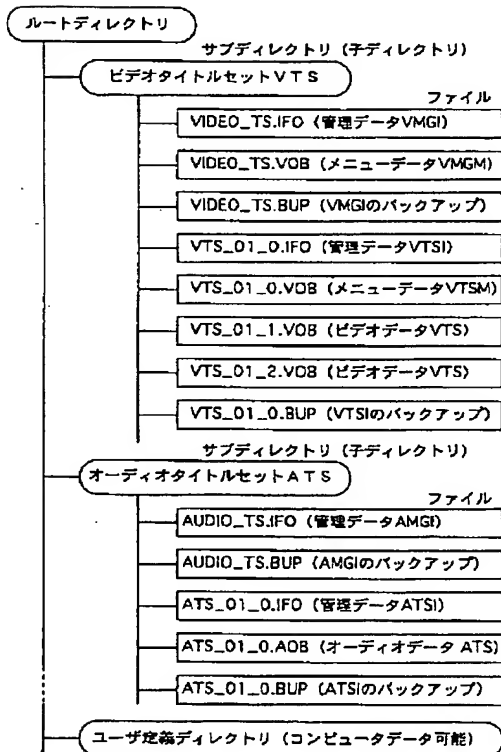 ルートディレクトリ
サブディレクトリ（子ディレクトリ）
ビデオタイトルセットVTS
ファイル
VIDEO_TS.IFO（管理データVMGI）
VIDEO_TS.VOB（メニューデータVMGM）
VIDEO_TS.BUP（VMGIのバックアップ）
VTS_01_0.IFO（管理データVTSI）
VTS_01_0.VOB（メニューデータVTSM）
VTS_01_1.VOB（ビデオデータVTS）
VTS_01_2.VOB（ビデオデータVTS）
VTS_01_0.BUP（VTSIのバックアップ）
サブディレクトリ（子ディレクトリ）
オーディオタイトルセットATS
ファイル
AUDIO_TS.IFO（管理データAMGI）
AUDIO_TS.BUP（AMGIのバックアップ）
ATS_01_0.IFO（管理データATSI）
ATS_01_0.AOB（オーディオデータ ATS）
ATS_01_0.BUP（ATSIのバックアップ）
ユーザ定義ディレクトリ（コンピュータデータ可能）